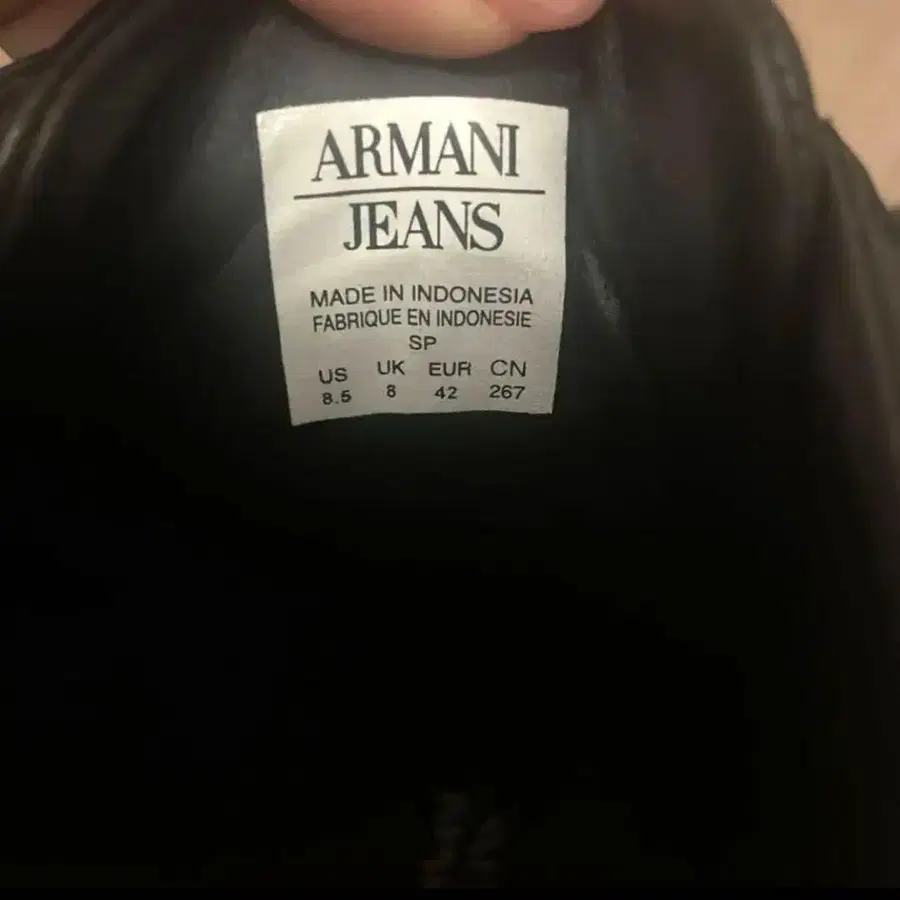 ARMANI
JEANS
MADE IN INDONESIA
FABRIQUE EN INDONESIE
SP
US UK EUR CN
8.5 8 42 267